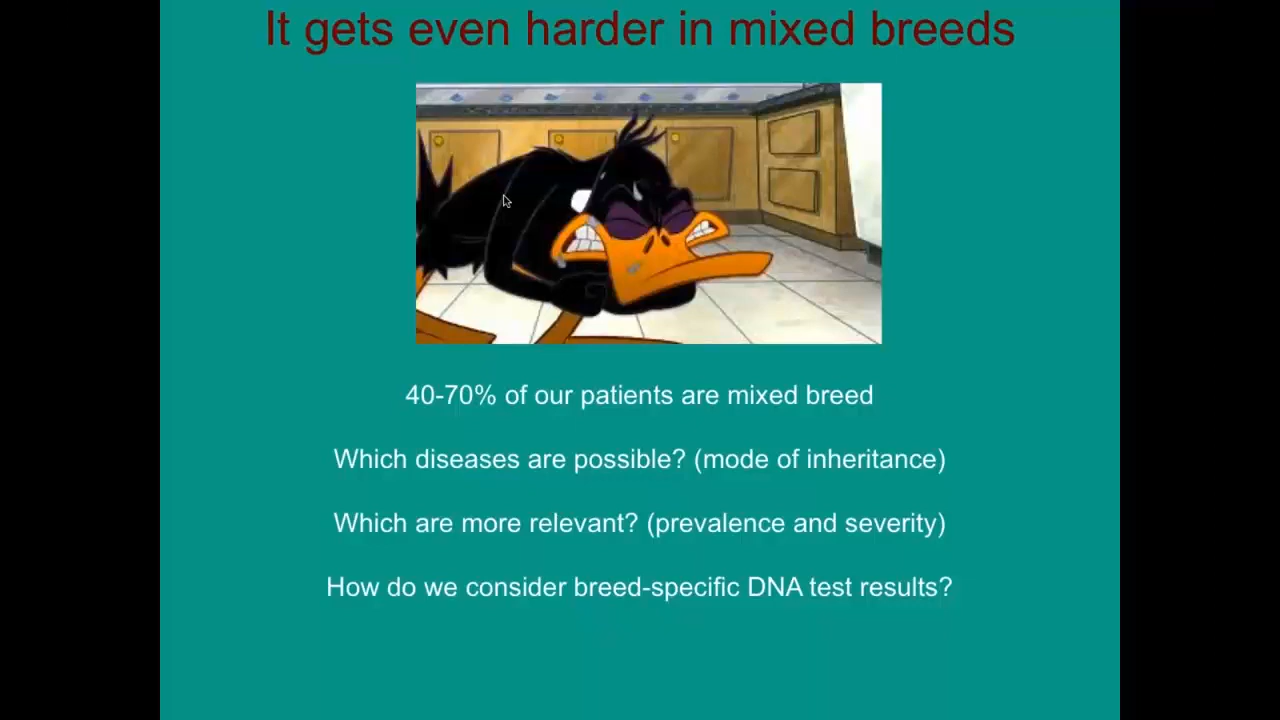 It gets even harder in mixed breeds
40-70% of our patients are mixed breed
Which diseases are possible? (mode of inheritance)
Which are more relevant? (prevalence and severity)
How do we consider breed-specific DNA test results?